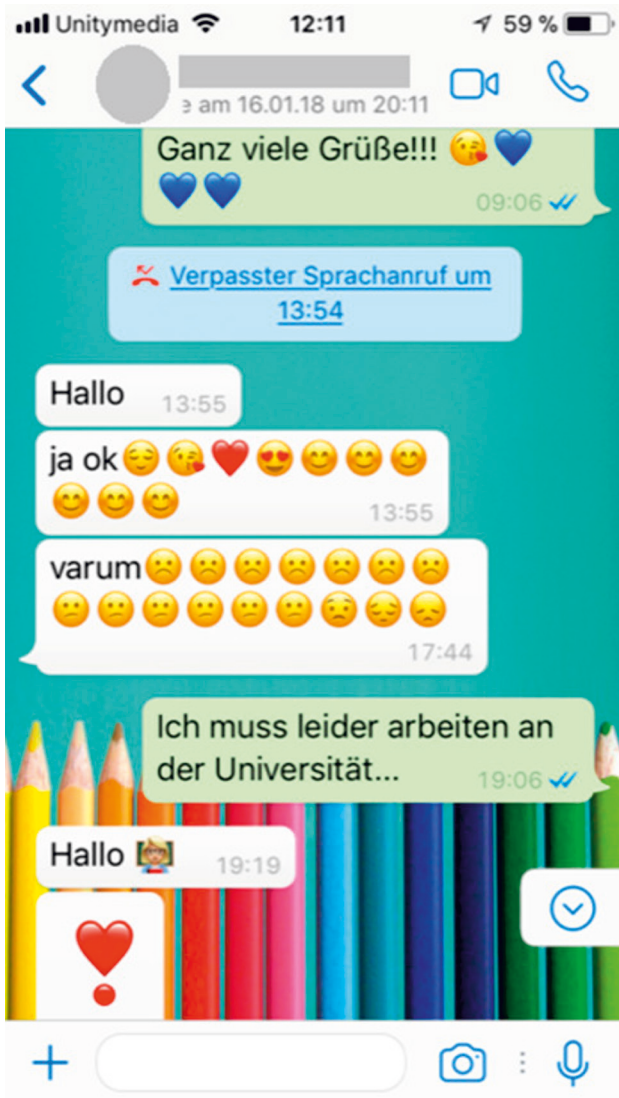 Unitymedia 12:11 59 %
e am 16.01.18 um 20:11
Ganz viele Grüße!!! 😘💙
💙💙
09:06
Verpasster Sprachanruf um
13:54
Hallo 13:55
ja ok😌😘❤️😍😊😊😊
😊😊😊
13:55
varum🙁🙁🙁🙁🙁🙁🙁
😕😕😕😕😕😕😟😔😞
17:44
Ich muss leider arbeiten an
der Universität... 19:06
Hallo 👩🏼‍🏫 19:19
❣️